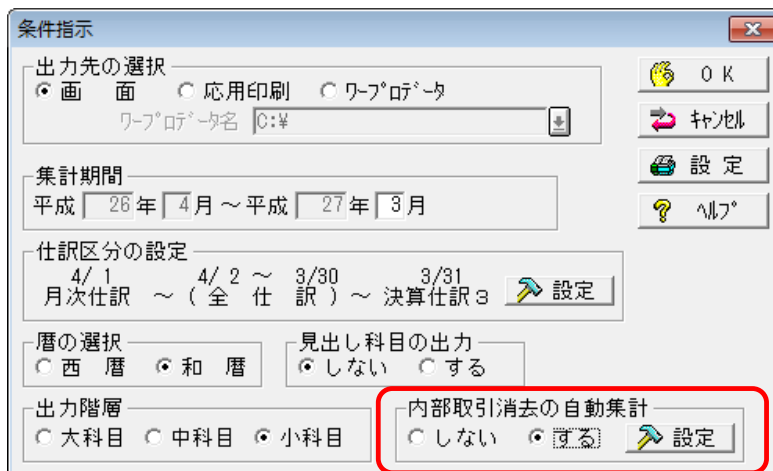 条件指示
出力先の選択
画 面 応用印刷 ﾜｰﾌﾟﾛﾃﾞｰﾀ
ﾜｰﾌﾟﾛﾃﾞｰﾀ名 C:¥
OK
ｷｬﾝｾﾙ
設 定
ﾍﾙﾌﾟ
集計期間
平成 26 年 4 月 ～ 平成 27 年 3 月
仕訳区分の設定
4/ 1 4/ 2 ～ 3/30 3/31
月次仕訳 ～ ( 全 仕 訳 ) ～ 決算仕訳3 設定
暦の選択
西 暦 和 暦
見出し科目の出力
しない する
出力階層
大科目 中科目 小科目
内部取引消去の自動集計
しない する 設定